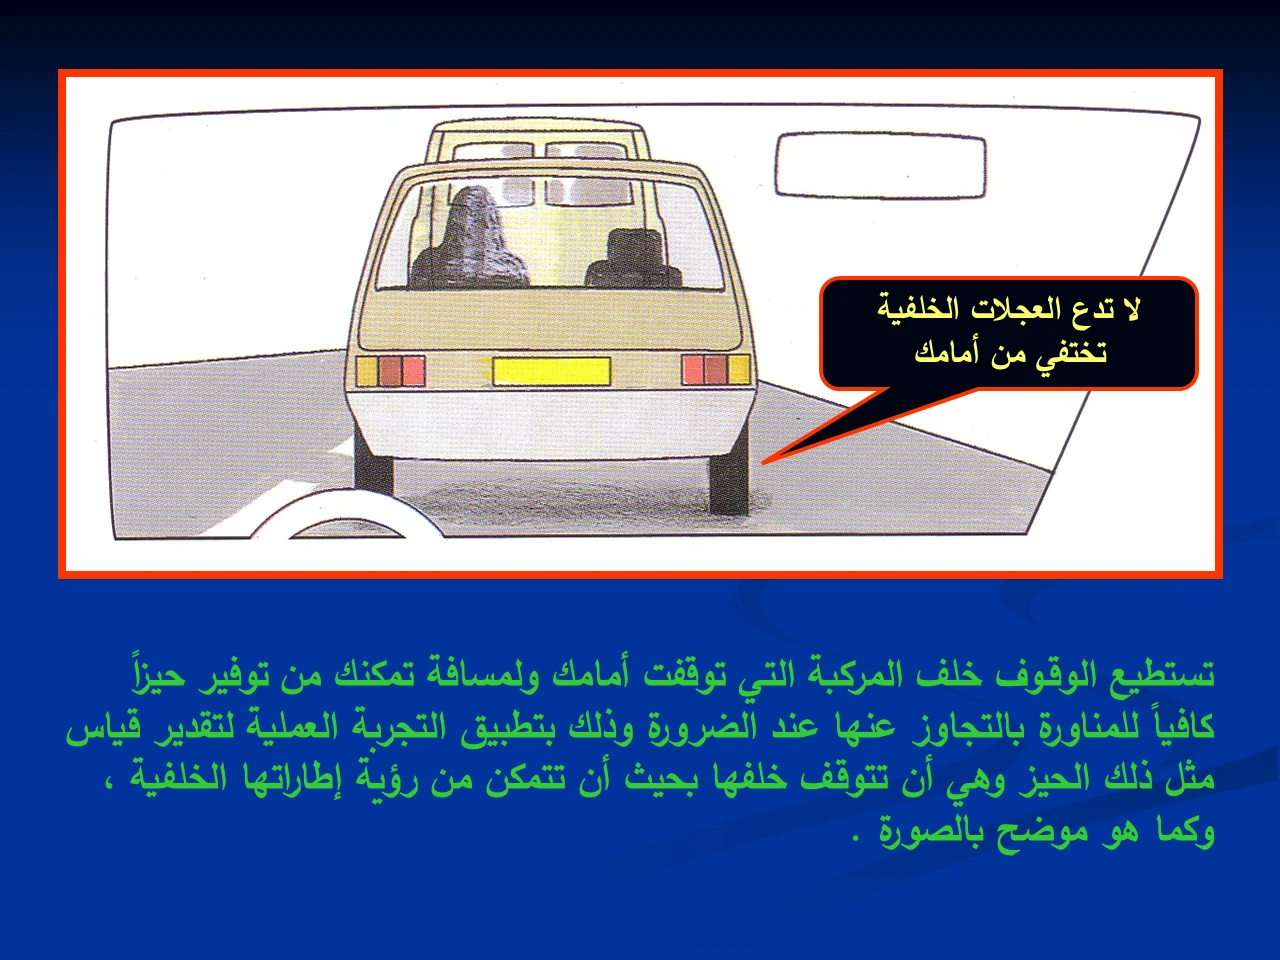 لا تدع العجلات الخلفية
تختفي من أمامك
تستطيع الوقوف خلف المركبة التي توقفت أمامك ولمسافة تمكنك من توفير حيزاً
كافياً للمناورة بالتجاوز عنها عند الضرورة وذلك بتطبيق التجربة العملية لتقدير قياس
مثل ذلك الحيز وهي أن تتوقف خلفها بحيث أن تتمكن من رؤية إطاراتها الخلفية ،
وكما هو موضح بالصورة .